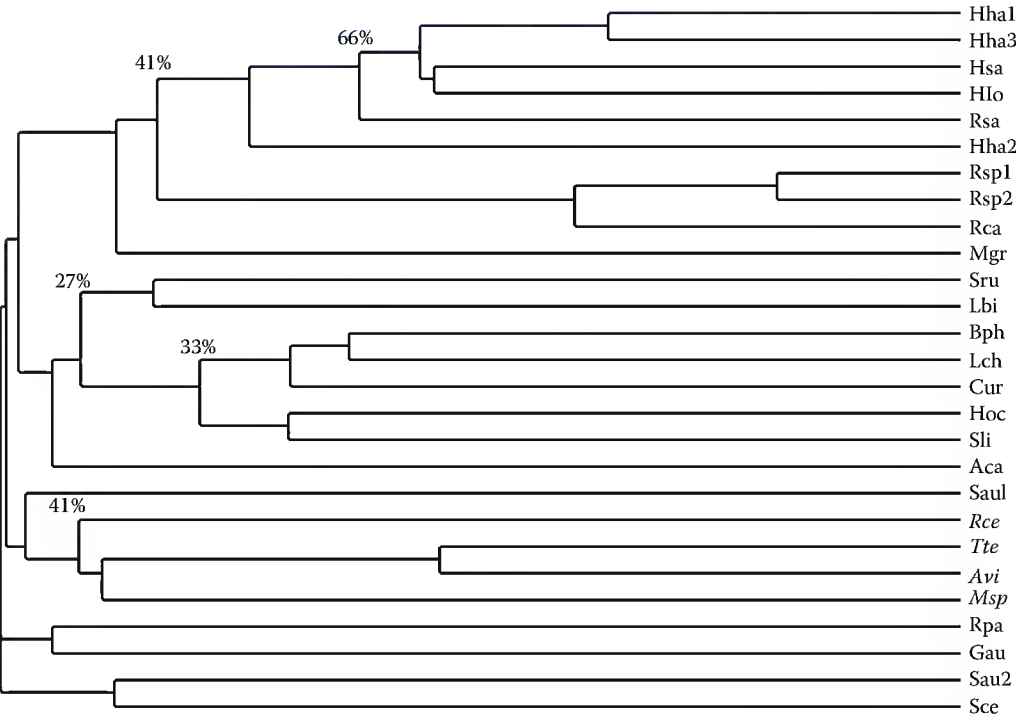 Hha1
66%
Hha3
41%
Hsa
HIo
Rsa
Hha2
Rsp1
Rsp2
Rca
Mgr
27%
Sru
Lbi
Bph
33%
Lch
Cur
Hoc
Sli
Aca
Saul
41%
Rce
Tte
Avi
Msp
Rpa
Gau
Sau2
Sce